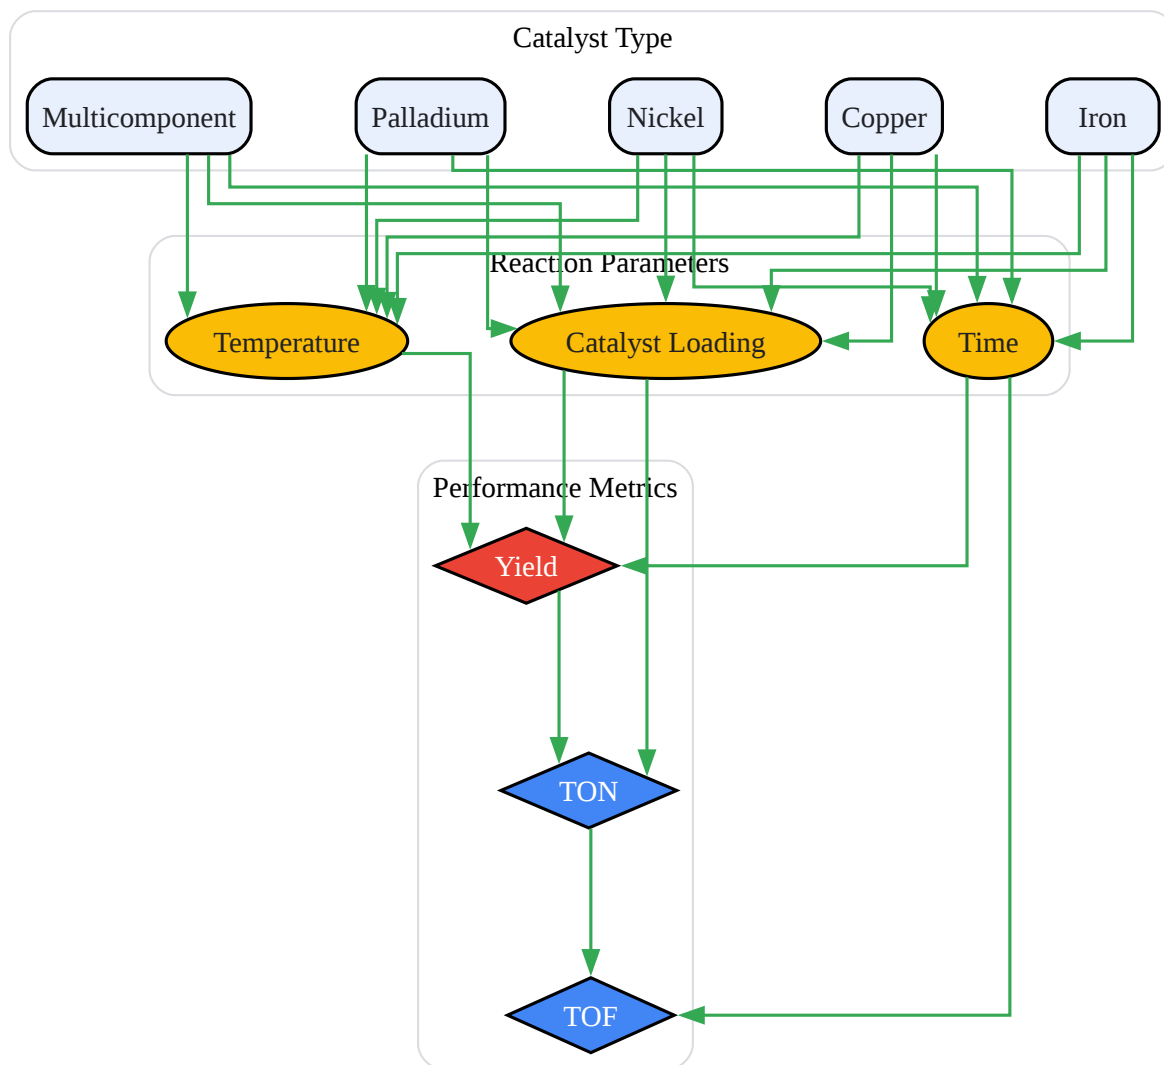 Catalyst Type
Multicomponent
Palladium
Nickel
Copper
Iron
Reaction Parameters
Temperature
Catalyst Loading
Time
Performance Metrics
Yield
TON
TOF